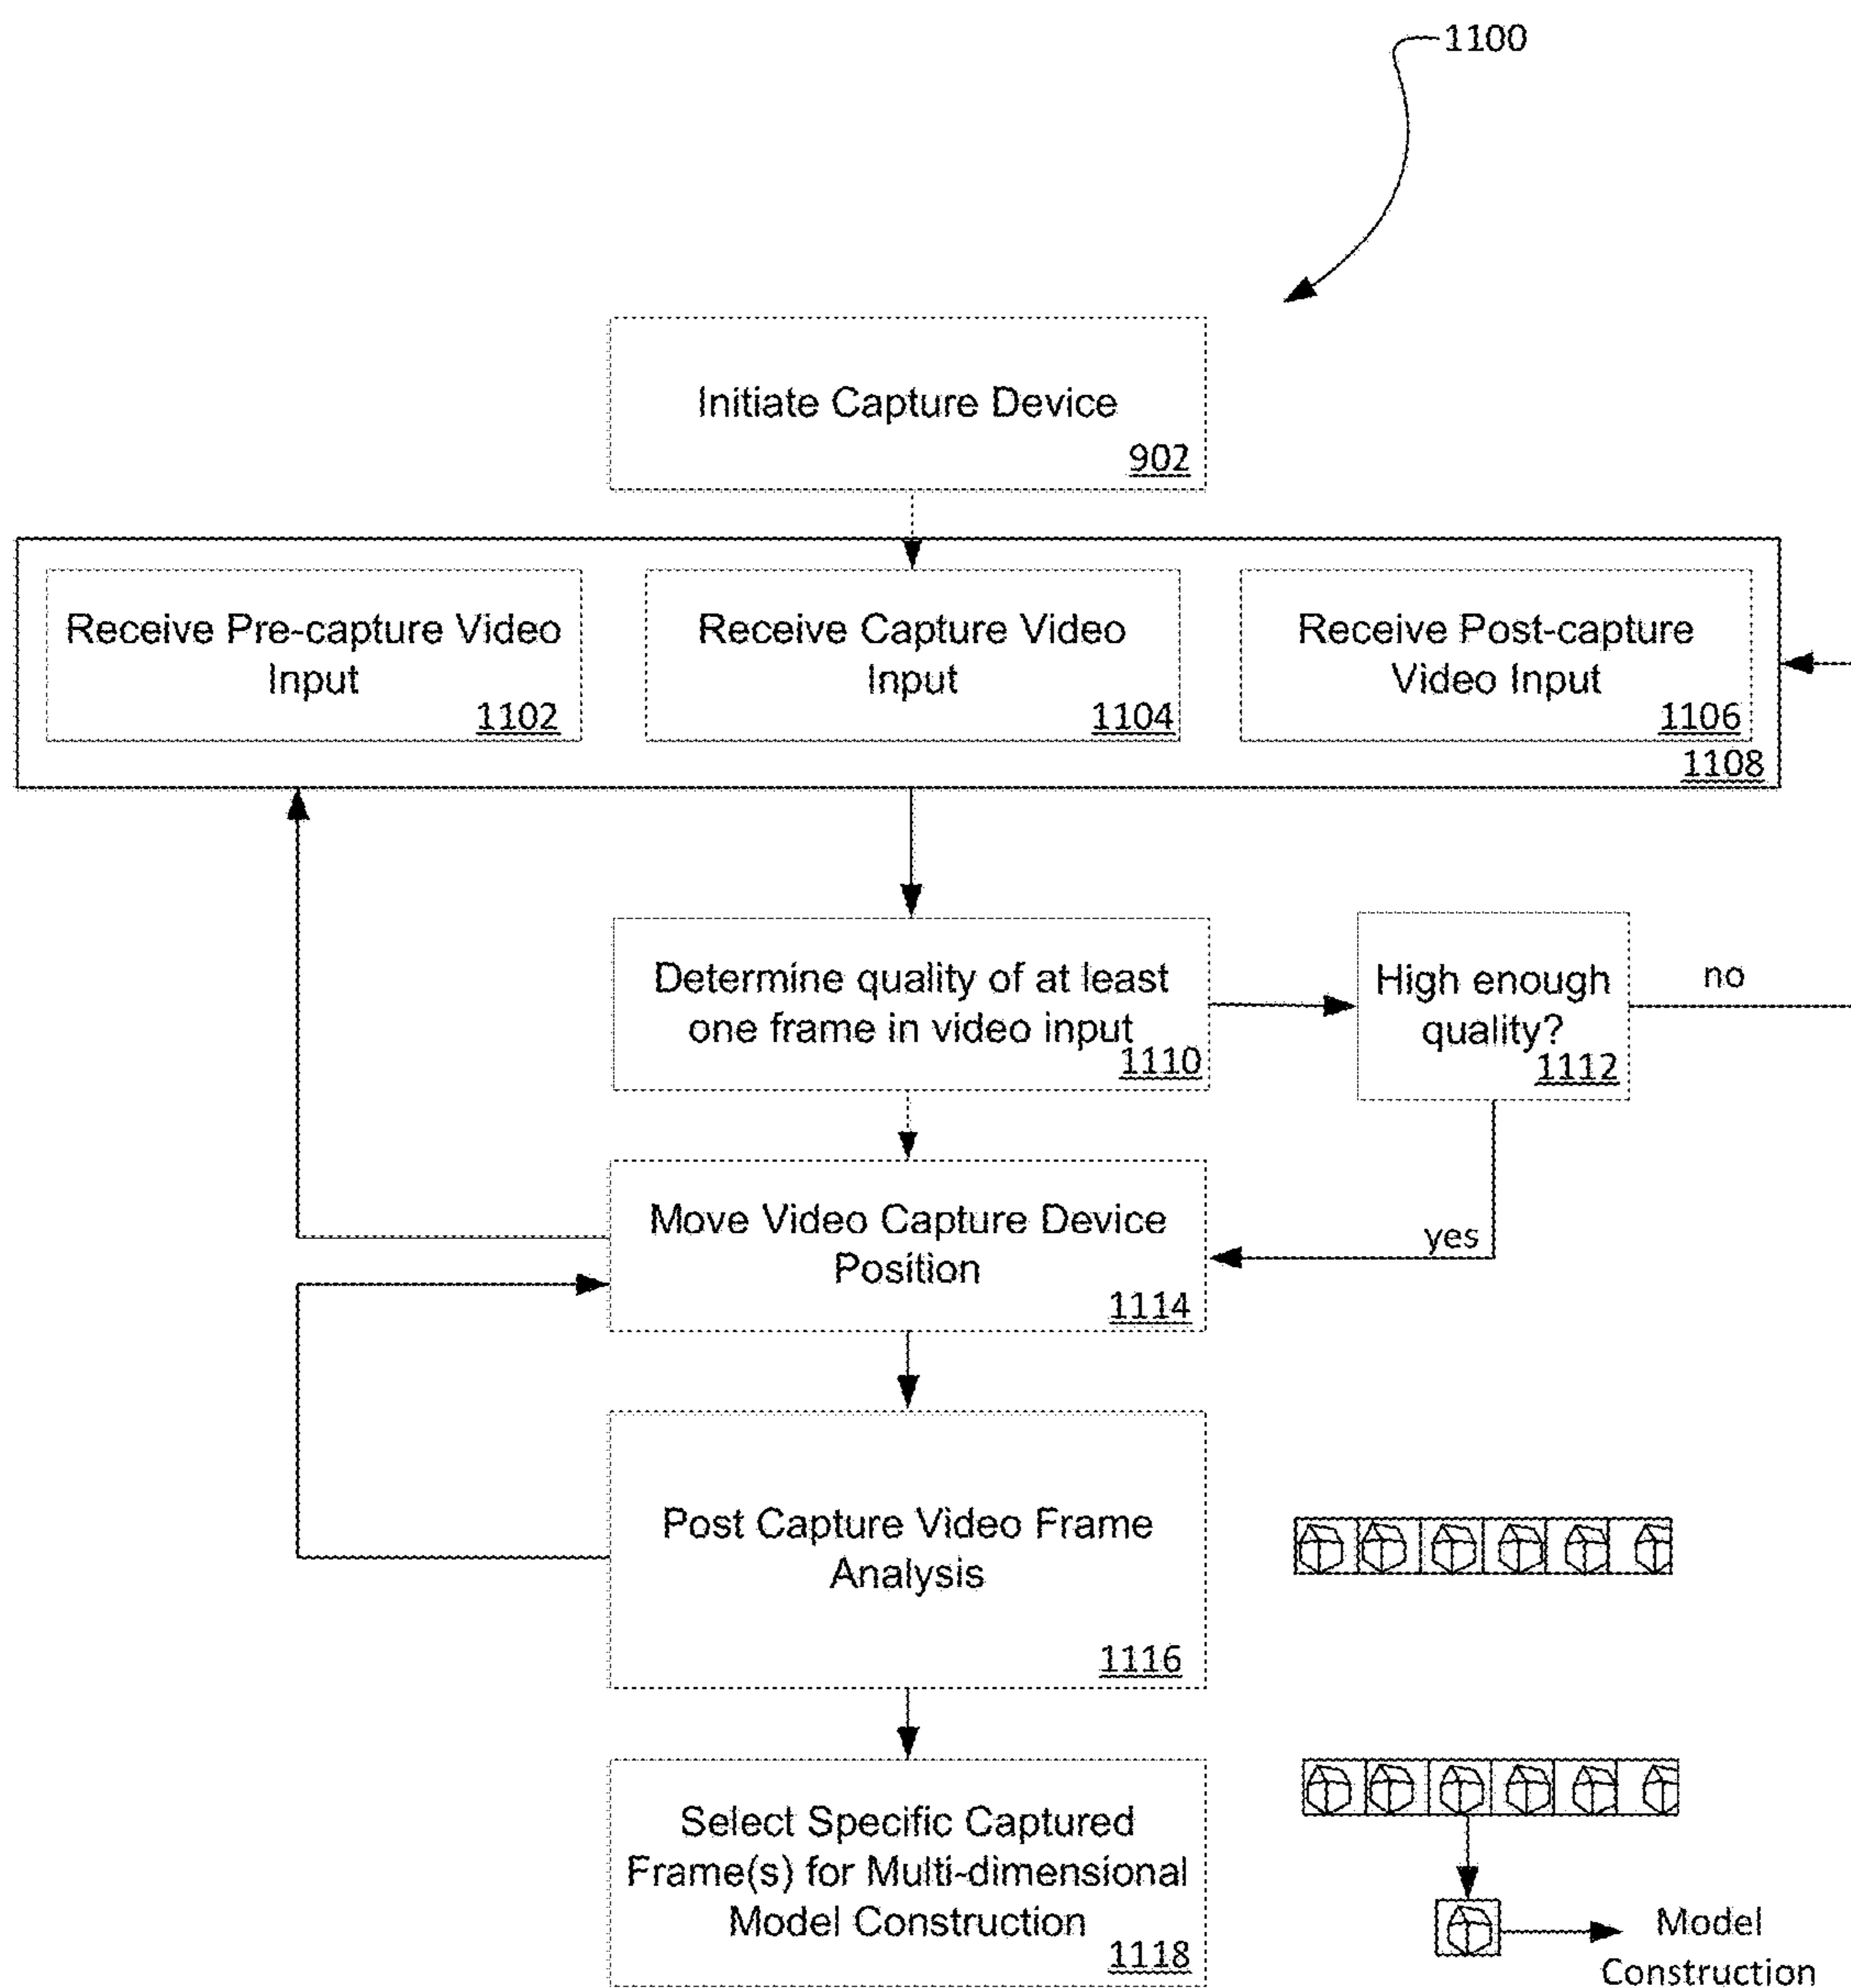 1100
Initiate Capture Device
902
Receive Pre-capture Video
Input
1102
Receive Capture Video
Input
1104
Receive Post-capture
Video Input
1106
1108
Determine quality of at least
one frame in video input
1110
High enough
quality?
1112
no
yes
Move Video Capture Device
Position
1114
Post Capture Video Frame
Analysis
1116
Select Specific Captured
Frame(s) for Multi-dimensional
Model Construction
1118
Model
Construction